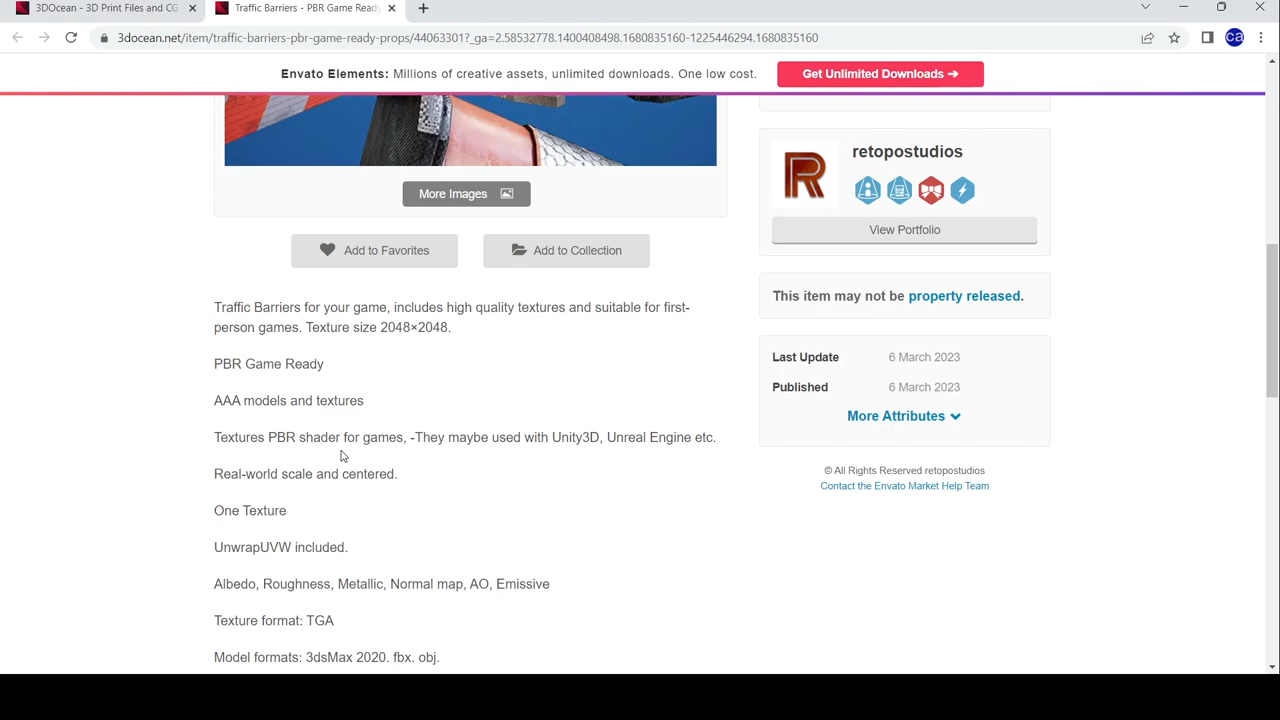 3DOcean - 3D Print Files and CG
Traffic Barriers - PBR Game Ready
3docean.net/item/traffic-barriers-pbr-game-ready-props/44063301?_ga=2.58532778.1400408498.1680835160-1225446294.1680835160
ca
Envato Elements: Millions of creative assets, unlimited downloads. One low cost.
Get Unlimited Downloads ➔
More Images
Add to Favorites
Add to Collection
Traffic Barriers for your game, includes high quality textures and suitable for first-
person games. Texture size 2048×2048.
PBR Game Ready
AAA models and textures
Textures PBR shader for games, -They maybe used with Unity3D, Unreal Engine etc.
Real-world scale and centered.
One Texture
UnwrapUVW included.
Albedo, Roughness, Metallic, Normal map, AO, Emissive
Texture format: TGA
Model formats: 3dsMax 2020. fbx. obj.
R
retopostudios
View Portfolio
This item may not be property released.
Last Update 6 March 2023
Published 6 March 2023
More Attributes
© All Rights Reserved retopostudios
Contact the Envato Market Help Team